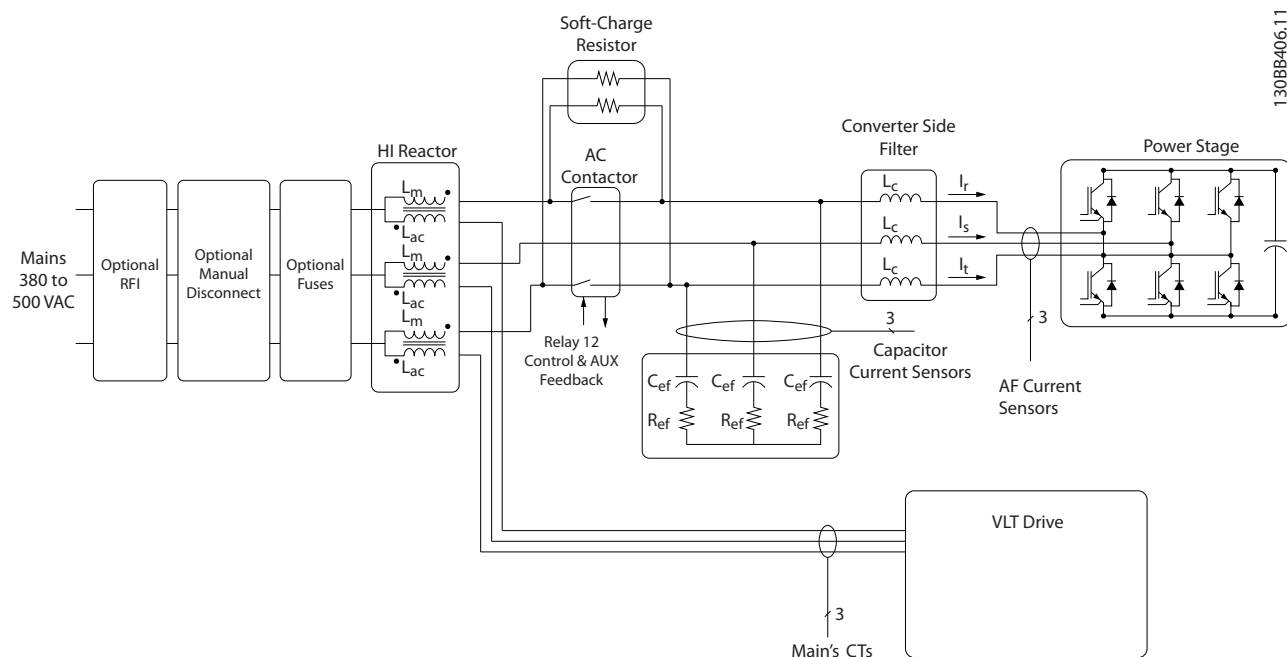 130BB406.11
Soft-Charge
Resistor
Converter Side
Filter
Power Stage
HI Reactor
AC
Contactor
Lm
Lac
Lm
Lac
Lm
Lac
Lc
Lc
Lc
Ir
Is
It
Mains
380 to
500 VAC
Optional
RFI
Optional
Manual
Disconnect
Optional
Fuses
Relay 12
Control & AUX
Feedback
3
Capacitor
Current Sensors
3
AF Current
Sensors
Cef
Cef
Cef
Ref
Ref
Ref
VLT Drive
3
Main's CTs